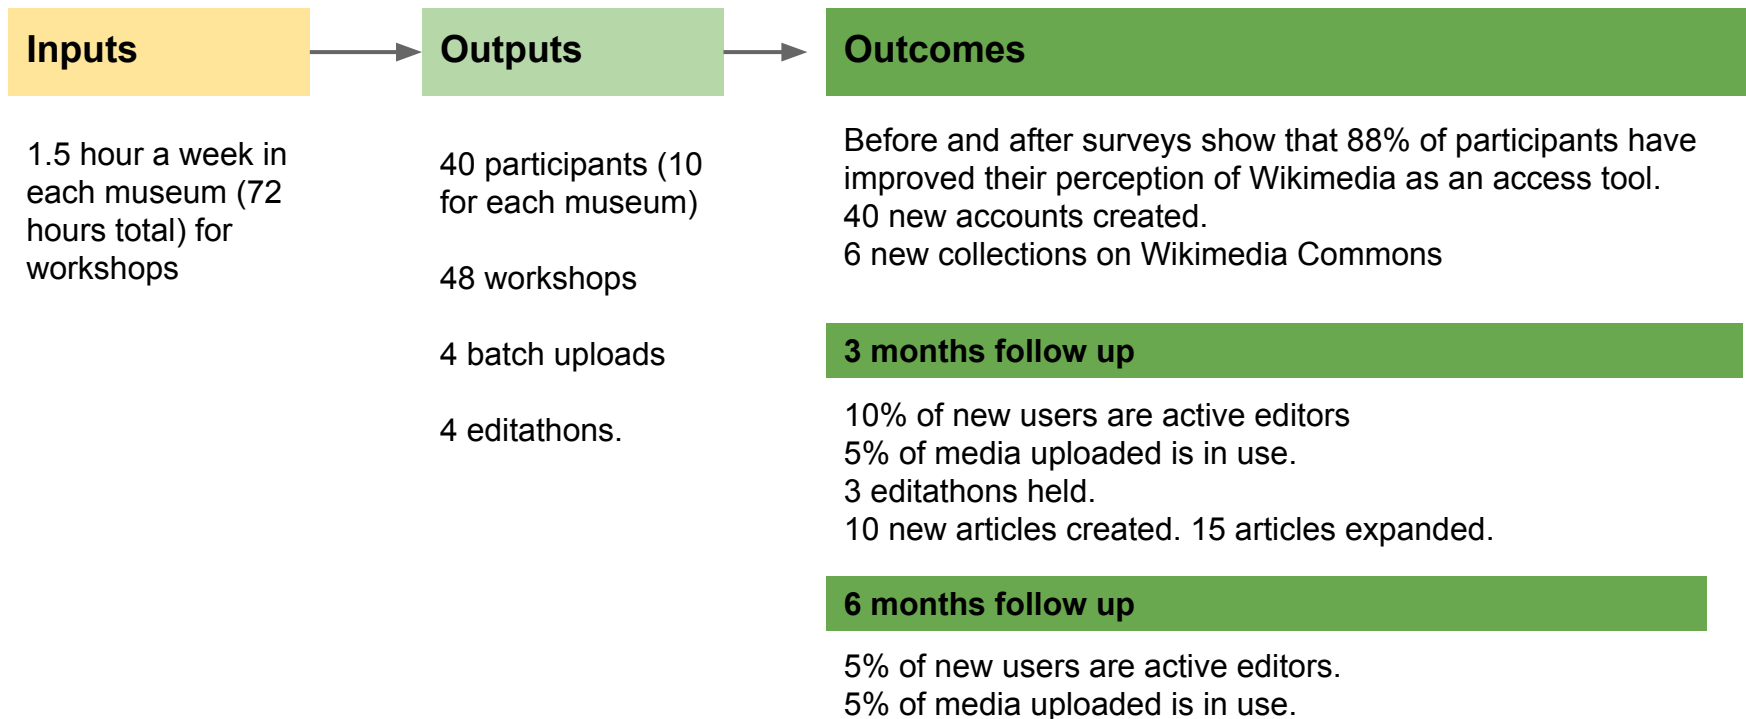 Inputs
Outputs
Outcomes
1.5 hour a week in
each museum (72
hours total) for
workshops
40 participants (10
for each museum)
48 workshops
4 batch uploads
4 editathons.
Before and after surveys show that 88% of participants have
improved their perception of Wikimedia as an access tool.
40 new accounts created.
6 new collections on Wikimedia Commons
3 months follow up
10% of new users are active editors
5% of media uploaded is in use.
3 editathons held.
10 new articles created. 15 articles expanded.
6 months follow up
5% of new users are active editors.
5% of media uploaded is in use.